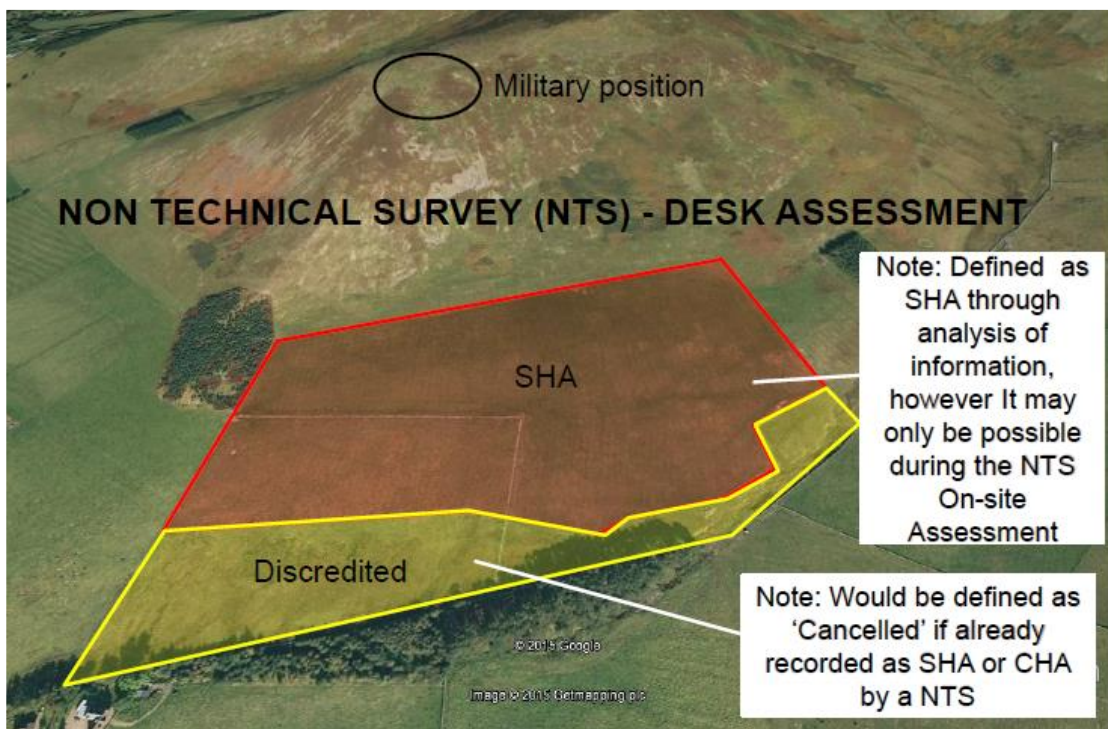 Military position
NON TECHNICAL SURVEY (NTS) - DESK ASSESSMENT
Note: Defined as
SHA through
analysis of
information,
however It may
only be possible
during the NTS
On-site
Assessment
SHA
Discredited
Note: Would be defined as
‘Cancelled’ if already
recorded as SHA or CHA
by a NTS
© 2015 Google
Image © 2015 Getmapping plc